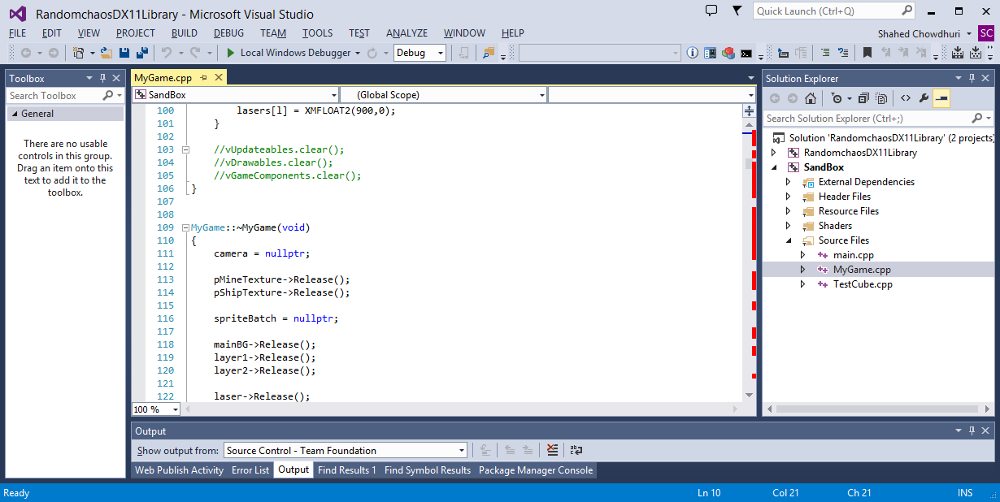 RandomchaosDX11Library - Microsoft Visual Studio
Quick Launch (Ctrl+Q)
FILE EDIT VIEW PROJECT BUILD DEBUG TEAM TOOLS TEST ANALYZE WINDOW HELP
Shahed Chowdhuri SC
Local Windows Debugger Debug
Toolbox
Search Toolbox
General
There are no usable
controls in this group.
Drag an item onto this
text to add it to the
toolbox.
MyGame.cpp
SandBox (Global Scope)
100 lasers[l] = XMFLOAT2(900,0);
101 }
102
103 //vUpdateables.clear();
104 //vDrawables.clear();
105 //vGameComponents.clear();
106 }
107
108
109 MyGame::~MyGame(void)
110 {
111 camera = nullptr;
112
113 pMineTexture->Release();
114 pShipTexture->Release();
115
116 spriteBatch = nullptr;
117
118 mainBG->Release();
119 layer1->Release();
120 layer2->Release();
121
122 laser->Release();
100 %
Solution Explorer
Search Solution Explorer (Ctrl+;)
Solution 'RandomchaosDX11Library' (2 projects)
RandomchaosDX11Library
SandBox
External Dependencies
Header Files
Resource Files
Shaders
Source Files
main.cpp
MyGame.cpp
TestCube.cpp
Output
Show output from: Source Control - Team Foundation
Web Publish Activity Error List Output Find Results 1 Find Symbol Results Package Manager Console
Ready Ln 10 Col 21 Ch 21 INS